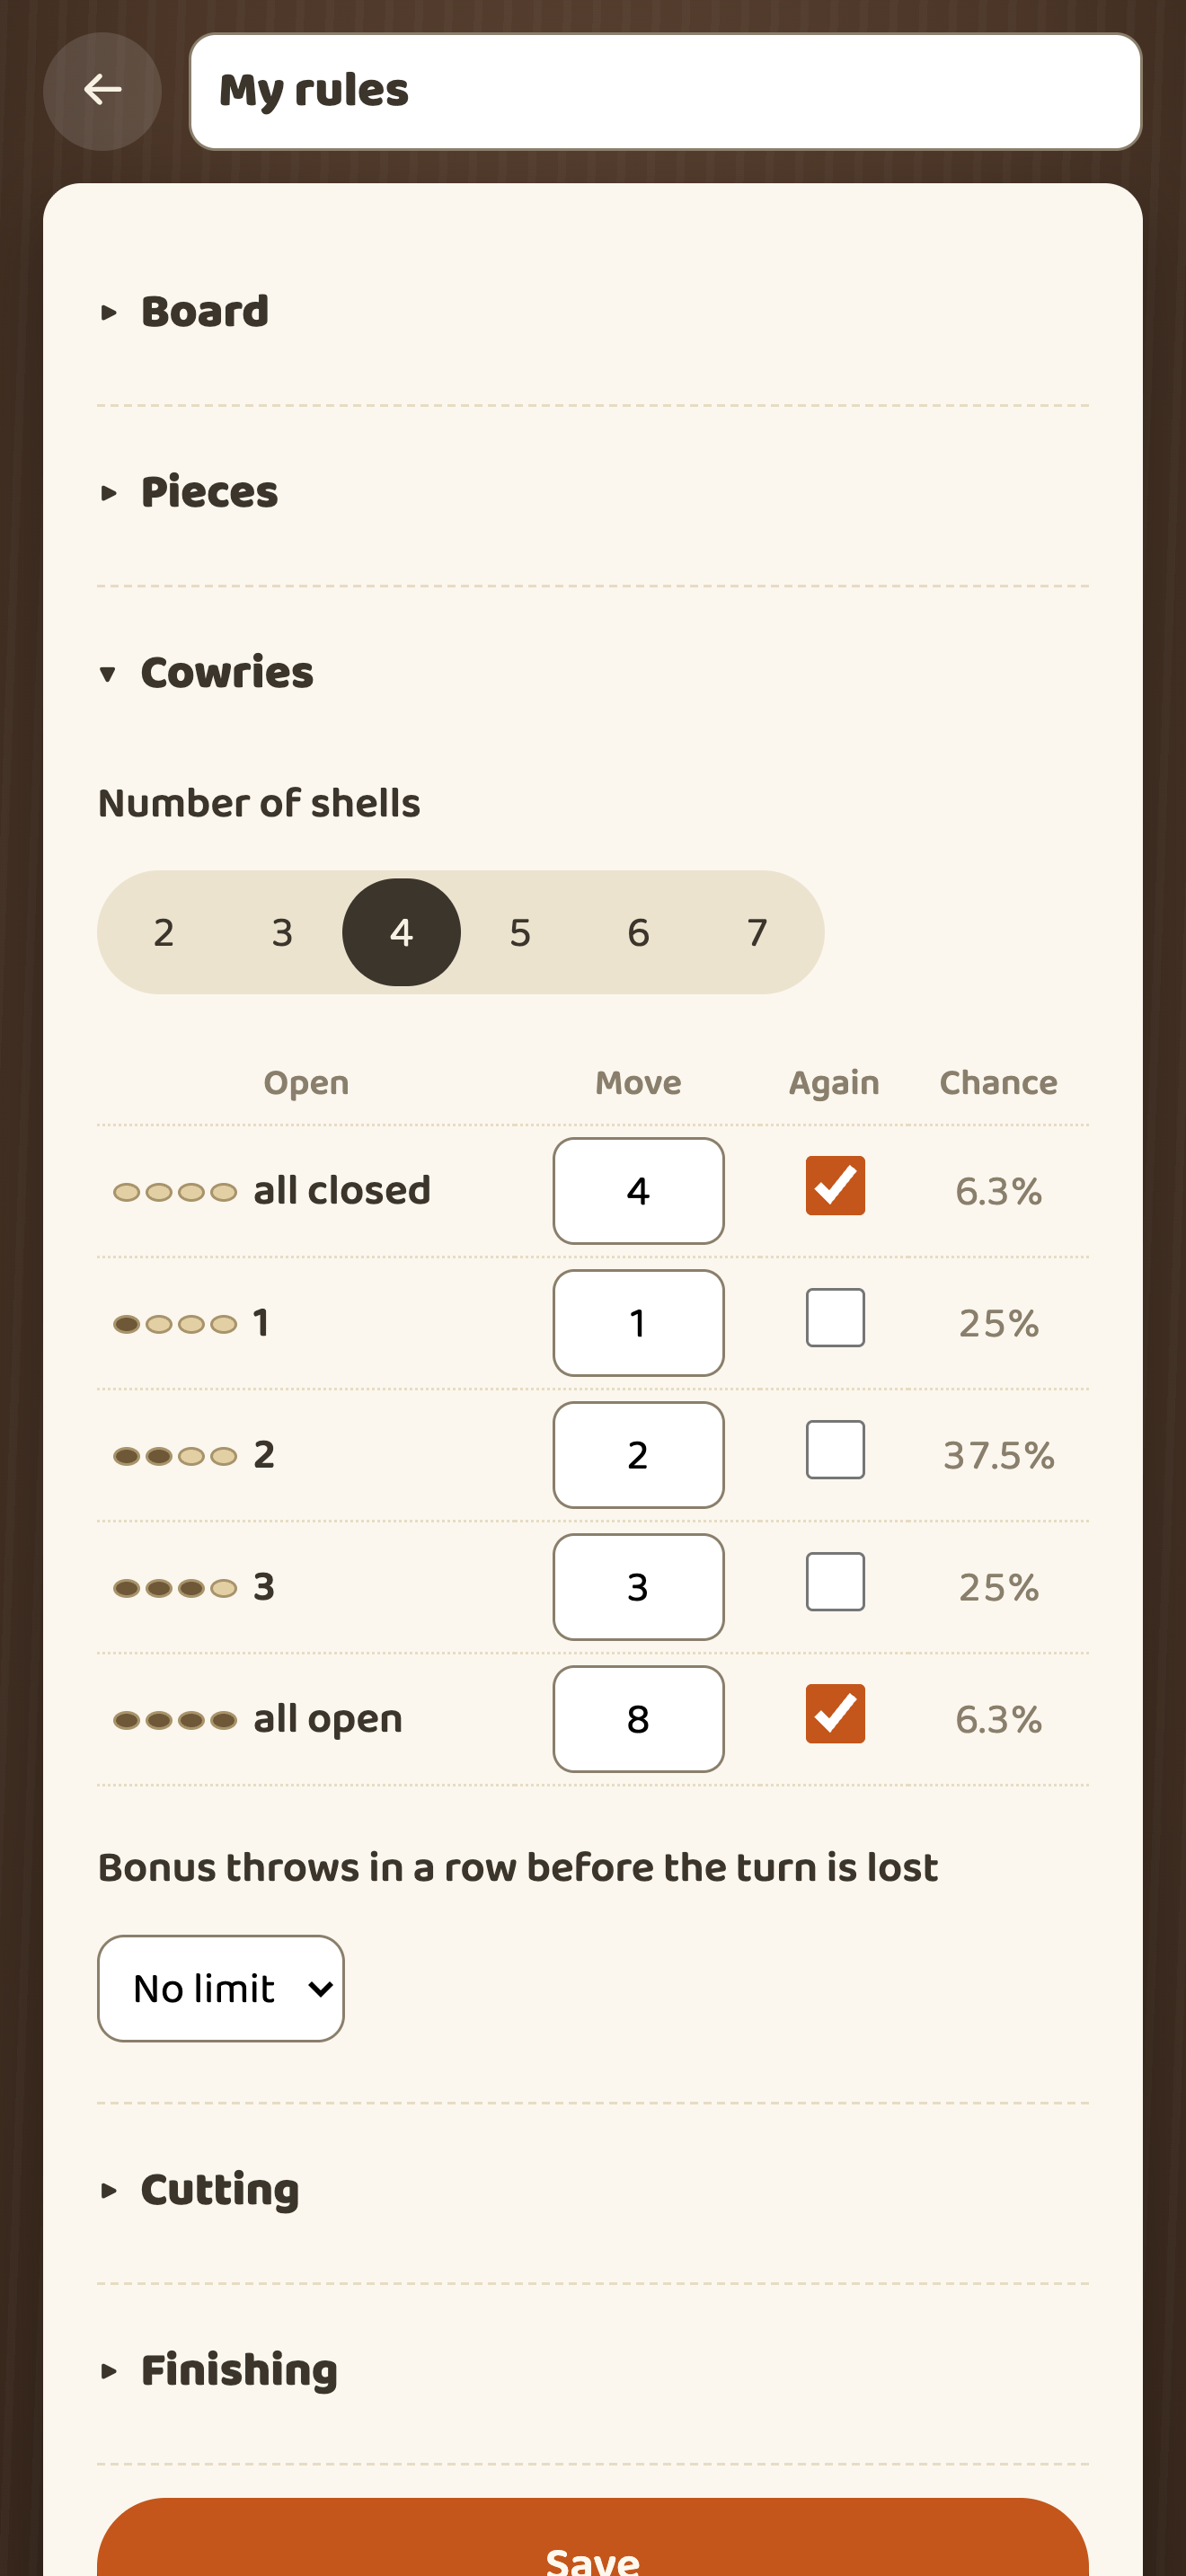 My rules
Board
Pieces
Cowries
Number of shells
2 3 4 5 6 7
Open Move Again Chance
all closed 4 6.3%
1 1 25%
2 2 37.5%
3 3 25%
all open 8 6.3%
Bonus throws in a row before the turn is lost
No limit
Cutting
Finishing
Save